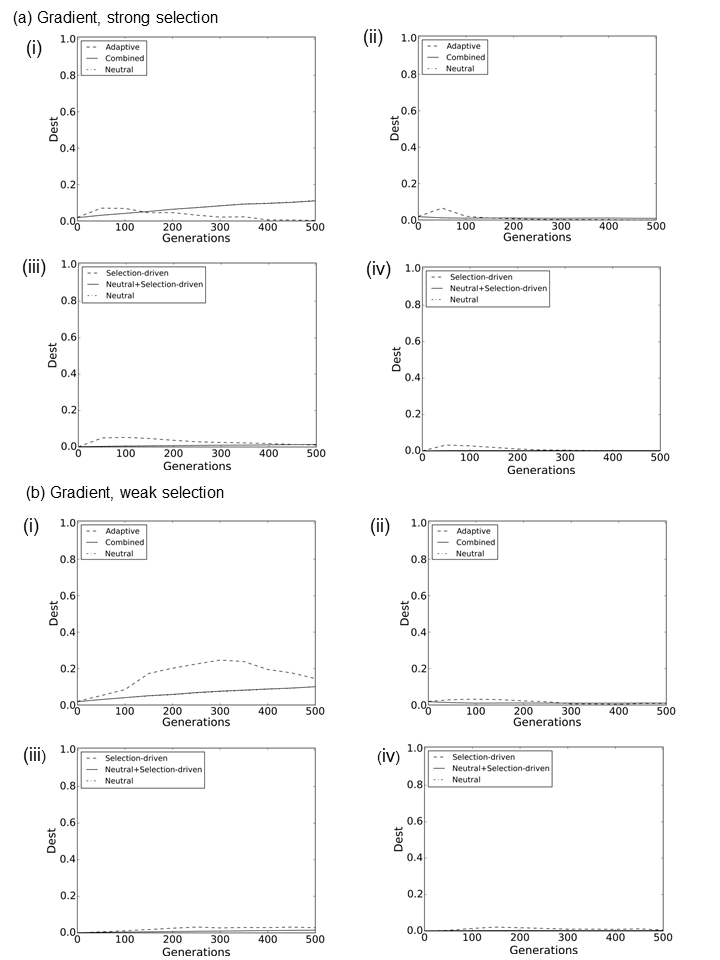 (a) Gradient, strong selection
(i)
1.0
0.8
0.6
0.4
0.2
0.0
Dest
Adaptive
Combined
Neutral
100 200 300 400 500
Generations
(ii)
1.0
0.8
0.6
0.4
0.2
0.0
Dest
Adaptive
Combined
Neutral
0 100 200 300 400 500
Generations
(iii)
1.0
0.8
0.6
0.4
0.2
0.0
Dest
Selection-driven
Neutral+Selection-driven
Neutral
0 100 200 300 400 500
Generations
(iv)
1.0
0.8
0.6
0.4
0.2
0.0
Dest
Selection-driven
Neutral+Selection-driven
Neutral
0 100 200 300 400 500
Generations
(b) Gradient, weak selection
(i)
1.0
0.8
0.6
0.4
0.2
0.0
Dest
Adaptive
Combined
Neutral
0 100 200 300 400 500
Generations
(ii)
1.0
0.8
0.6
0.4
0.2
0.0
Dest
Adaptive
Combined
Neutral
0 100 200 300 400 500
Generations
(iii)
1.0
0.8
0.6
0.4
0.2
0.0
Dest
Selection-driven
Neutral+Selection-driven
Neutral
0 100 200 300 400 500
Generations
(iv)
1.0
0.8
0.6
0.4
0.2
0.0
Dest
Selection-driven
Neutral+Selection-driven
Neutral
0 100 200 300 400 500
Generations